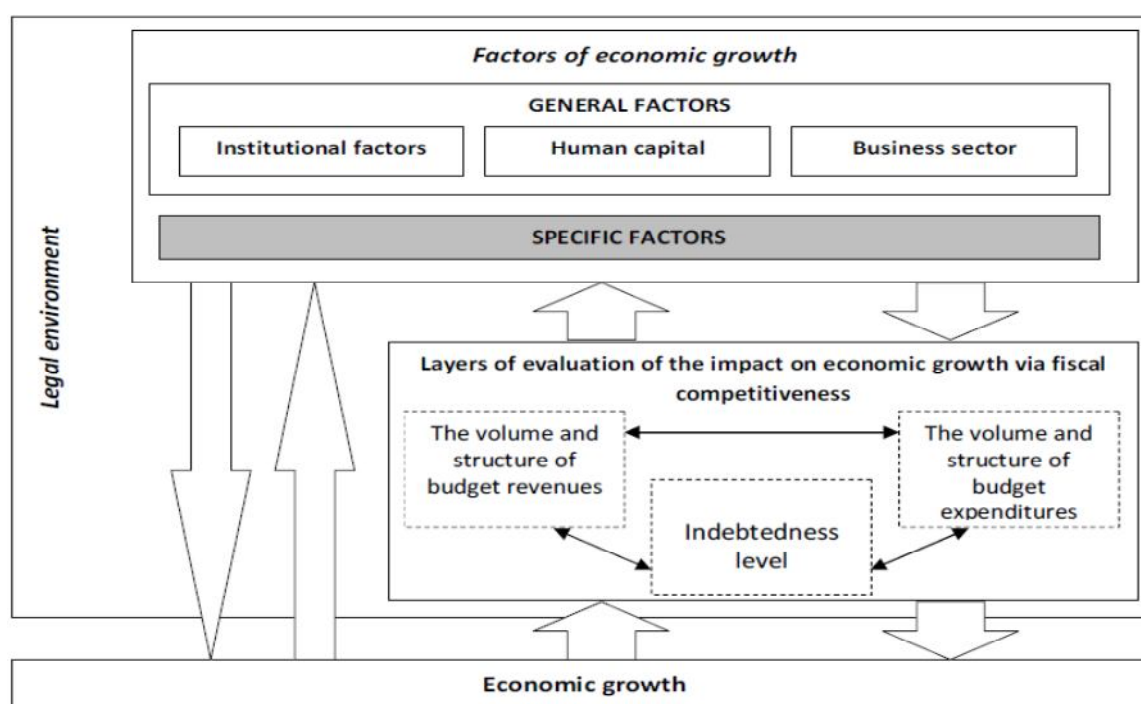 Factors of economic growth
GENERAL FACTORS
Institutional factors
Human capital
Business sector
SPECIFIC FACTORS
Legal environment
Layers of evaluation of the impact on economic growth via fiscal
competitiveness
The volume and
structure of
budget revenues
The volume and
structure of
budget
expenditures
Indebtedness
level
Economic growth